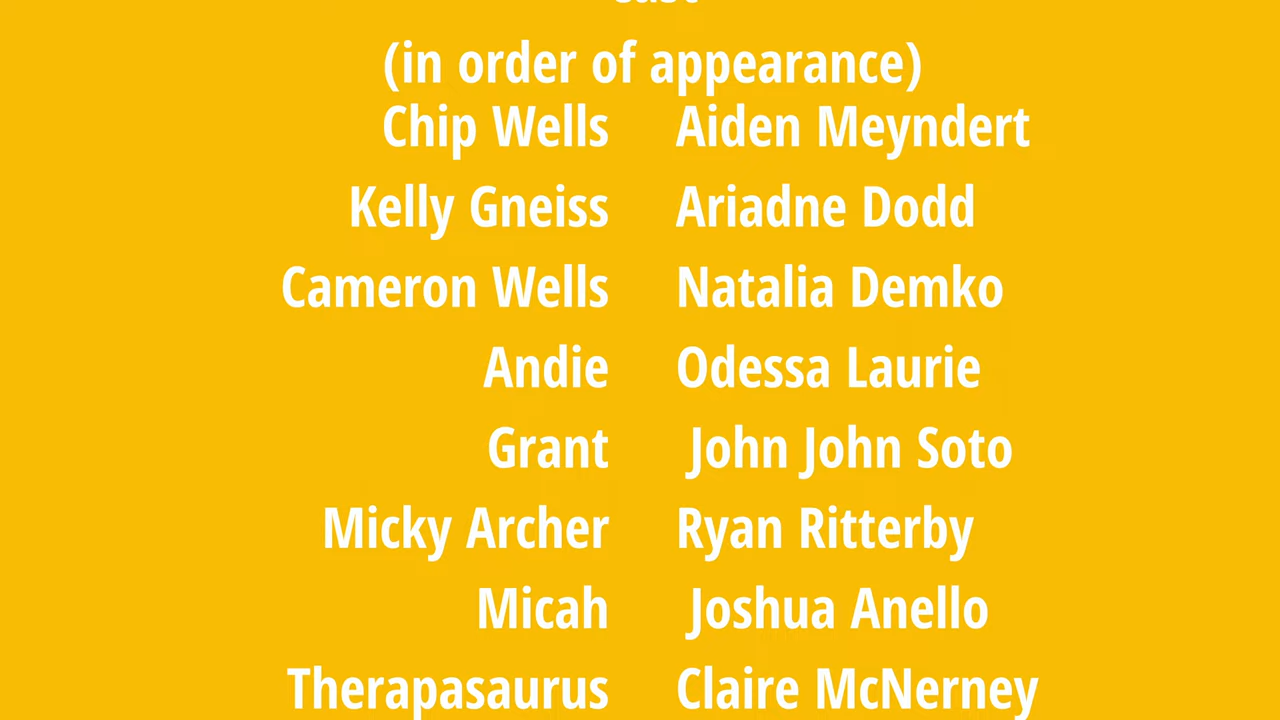 cast
(in order of appearance)
Chip Wells Aiden Meyndert
Kelly Gneiss Ariadne Dodd
Cameron Wells Natalia Demko
Andie Odessa Laurie
Grant John John Soto
Micky Archer Ryan Ritterby
Micah Joshua Anello
Therapasaurus Claire McNerney